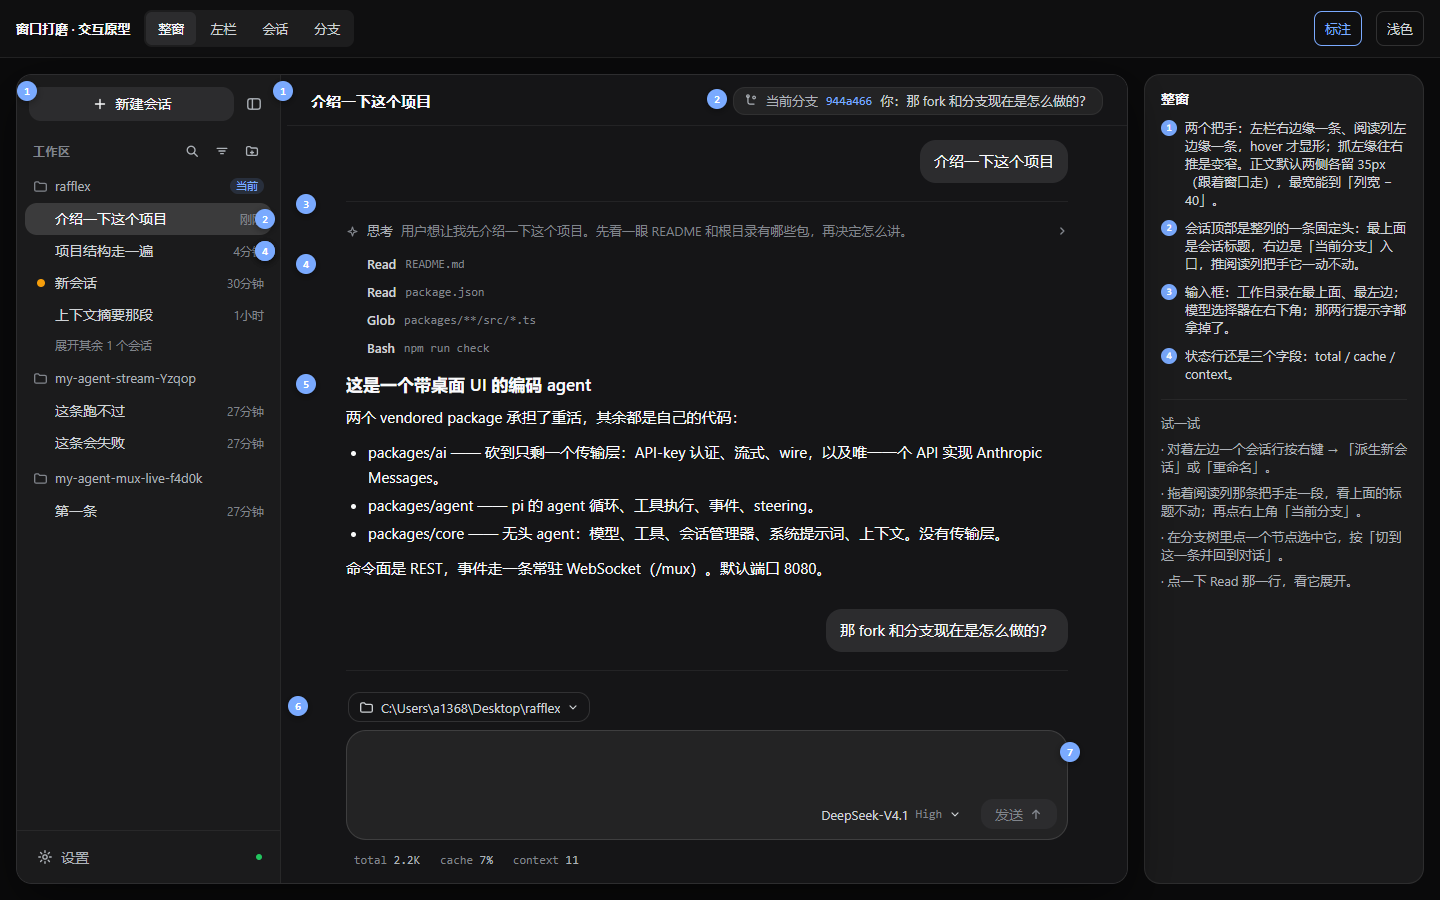 窗口打磨 · 交互原型
整窗
左栏
会话
分支
标注
浅色
1
+ 新建会话
工作区
rafflex
当前
介绍一下这个项目
2
项目结构走一遍
4分
4
新会话
30分钟
上下文摘要那段
1小时
展开其余 1 个会话
my-agent-stream-Yzqop
这条跑不过
27分钟
这条会失败
27分钟
my-agent-mux-live-f4d0k
第一条
27分钟
设置
1
介绍一下这个项目
2
当前分支 944a466 你：那 fork 和分支现在是怎么做的？
介绍一下这个项目
3
思考 用户想让我先介绍一下这个项目。先看一眼 README 和根目录有哪些包，再决定怎么讲。
4
Read README.md
Read package.json
Glob packages/**/src/*.ts
Bash npm run check
5
这是一个带桌面 UI 的编码 agent
两个 vendored package 承担了重活，其余都是自己的代码：
• packages/ai —— 砍到只剩一个传输层：API-key 认证、流式、wire，以及唯一一个 API 实现 Anthropic
Messages。
• packages/agent —— pi 的 agent 循环、工具执行、事件、steering。
• packages/core —— 无头 agent：模型、工具、会话管理器、系统提示词、上下文。没有传输层。
命令面是 REST，事件走一条常驻 WebSocket（/mux）。默认端口 8080。
那 fork 和分支现在是怎么做的？
6
C:\Users\a1368\Desktop\rafflex
7
DeepSeek-V4.1 High
发送 ↑
total 2.2K cache 7% context 11
整窗
1 两个把手：左栏右边缘一条、阅读列左
边缘一条，hover 才显形；抓左缘往右
推是变窄。正文默认两侧各留 35px
（跟着窗口走），最宽能到「列宽 −
40」。
2 会话顶部是整列的一条固定头：最上面
是会话标题，右边是「当前分支」入
口，推阅读列把手它一动不动。
3 输入框：工作目录在最上面、最左边；
模型选择器在右下角；那两行提示字都
拿掉了。
4 状态行还是三个字段：total / cache /
context。
试一试
· 对着左边一个会话行按右键 → 「派生新会
话」或「重命名」。
· 拖着阅读列那条把手走一段，看上面的标
题不动；再点右上角「当前分支」。
· 在分支树里点一个节点选中它，按「切到
这一条并回到对话」。
· 点一下 Read 那一行，看它展开。